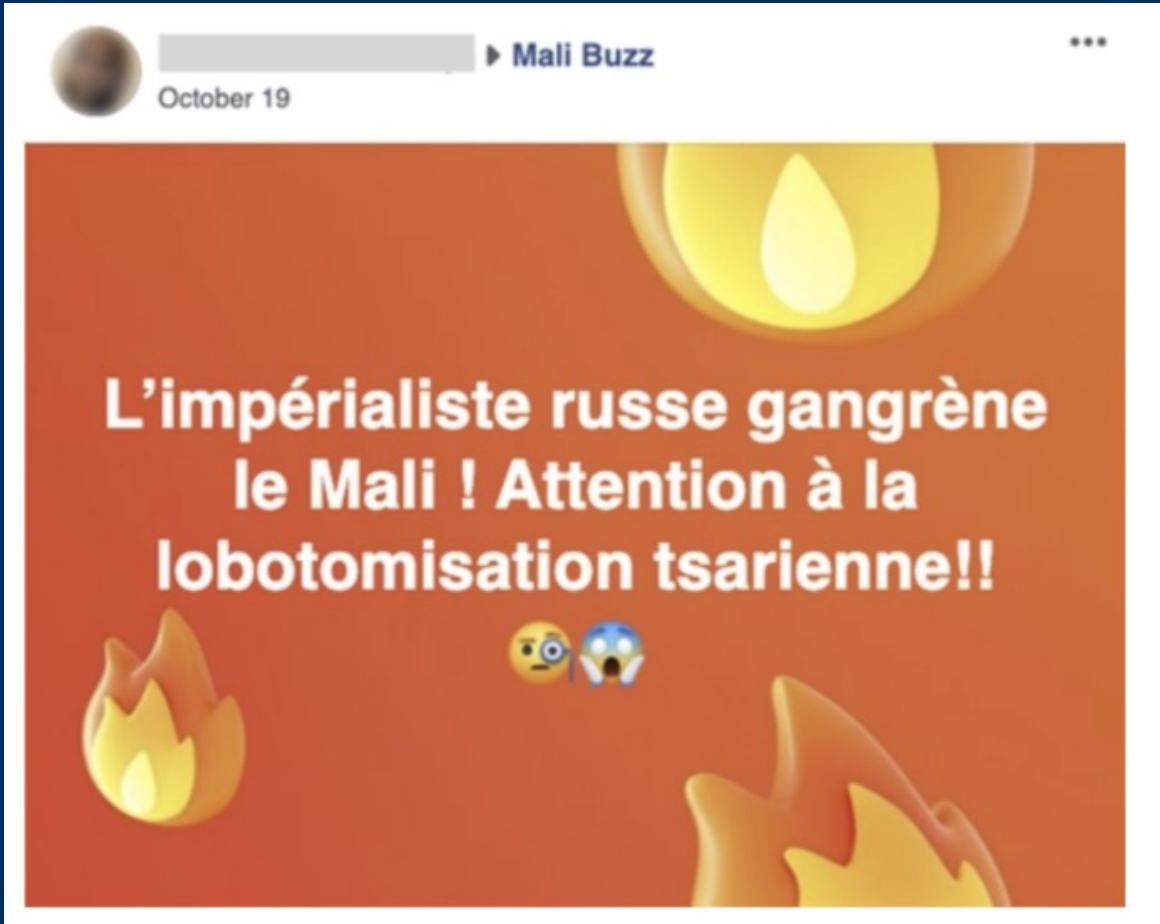 Mali Buzz
October 19
L’impérialiste russe gangrène
le Mali ! Attention à la
lobotomisation tsarienne!!